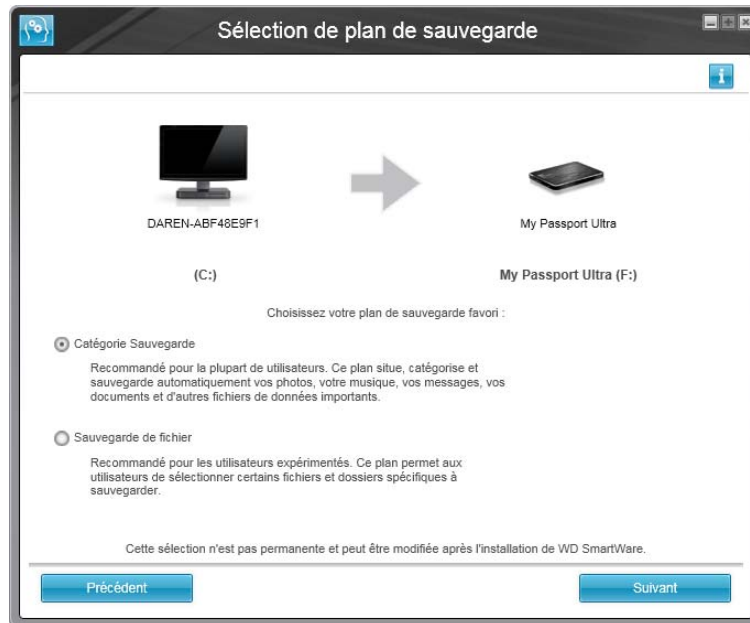 Sélection de plan de sauvegarde
DAREN-ABF48E9F1
My Passport Ultra
(C:)
My Passport Ultra (F:)
Choisissez votre plan de sauvegarde favori :
Catégorie Sauvegarde
Recommandé pour la plupart de utilisateurs. Ce plan situe, catégorise et
sauvegarde automatiquement vos photos, votre musique, vos messages, vos
documents et d'autres fichiers de données importants.
Sauvegarde de fichier
Recommandé pour les utilisateurs expérimentés. Ce plan permet aux
utilisateurs de sélectionner certains fichiers et dossiers spécifiques à
sauvegarder.
Cette sélection n'est pas permanente et peut être modifiée après l'installation de WD SmartWare.
Précédent
Suivant